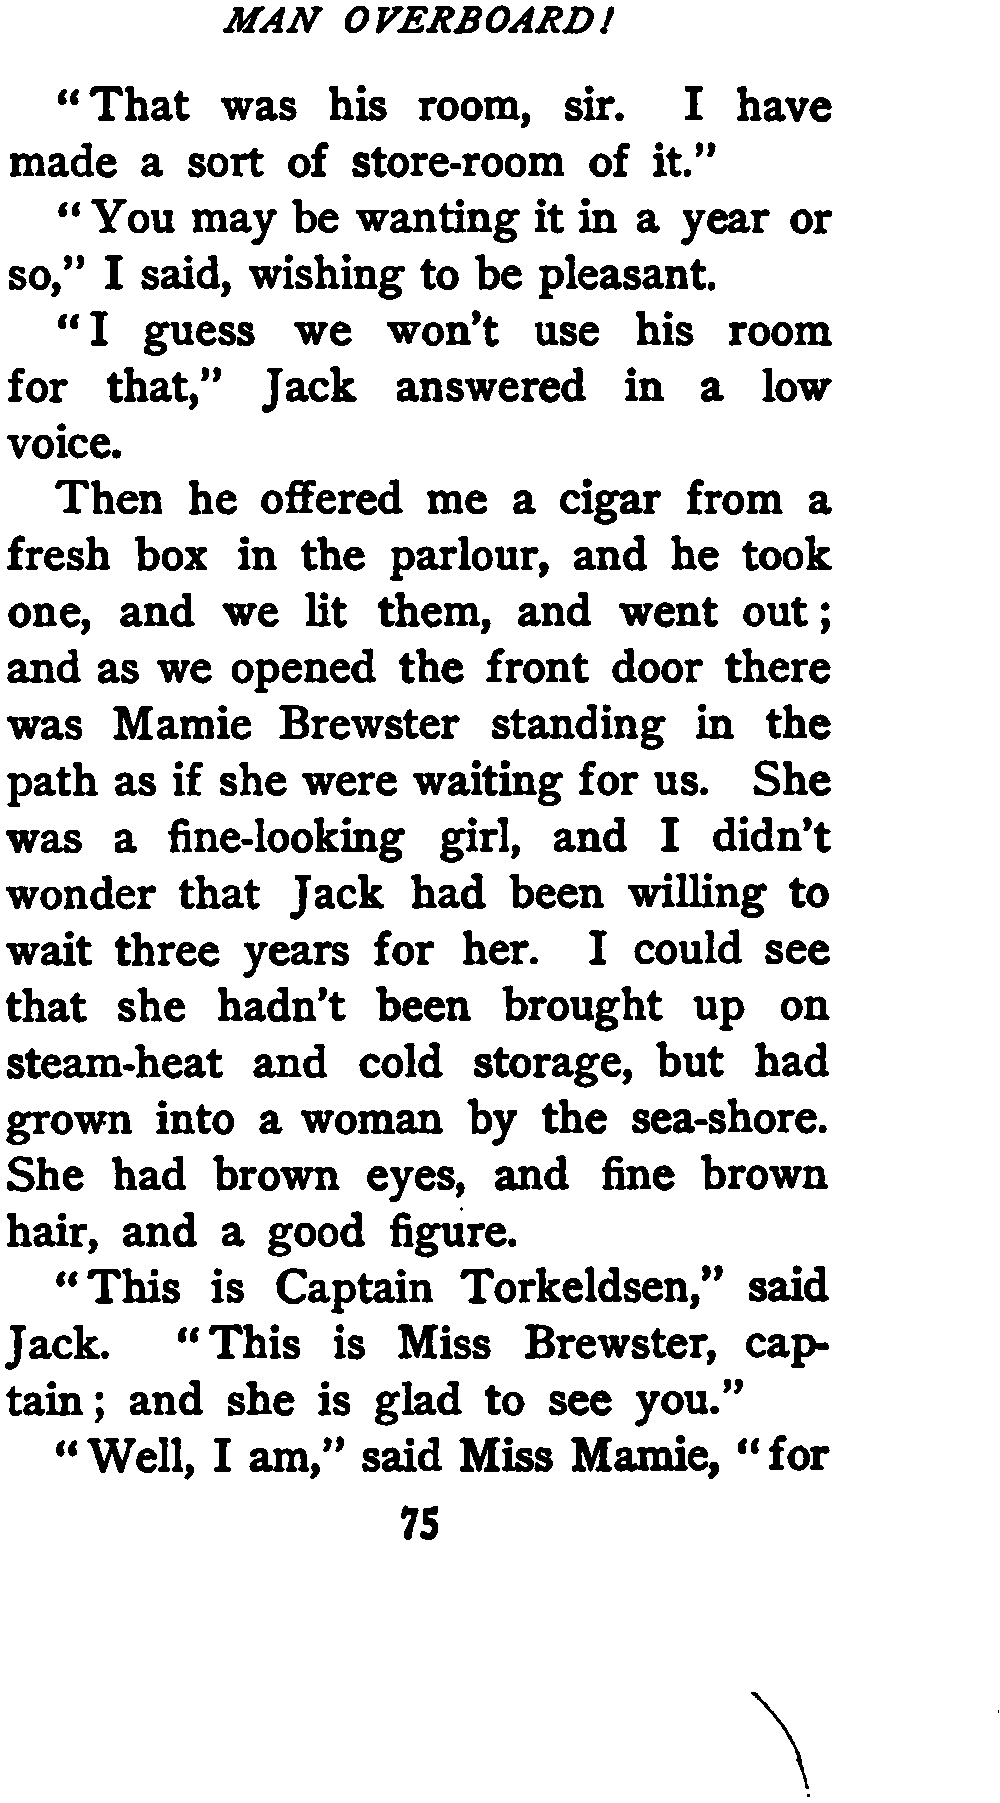 MAN OVERBOARD!
“That was his room, sir. I have
made a sort of store-room of it.”
“You may be wanting it in a year or
so,” I said, wishing to be pleasant.
“I guess we won’t use his room
for that,” Jack answered in a low
voice.
Then he offered me a cigar from a
fresh box in the parlour, and he took
one, and we lit them, and went out;
and as we opened the front door there
was Mamie Brewster standing in the
path as if she were waiting for us. She
was a fine-looking girl, and I didn’t
wonder that Jack had been willing to
wait three years for her. I could see
that she hadn’t been brought up on
steam-heat and cold storage, but had
grown into a woman by the sea-shore.
She had brown eyes, and fine brown
hair, and a good figure.
“This is Captain Torkeldsen,” said
Jack. “This is Miss Brewster, cap-
tain; and she is glad to see you.”
“Well, I am,” said Miss Mamie, “for
75